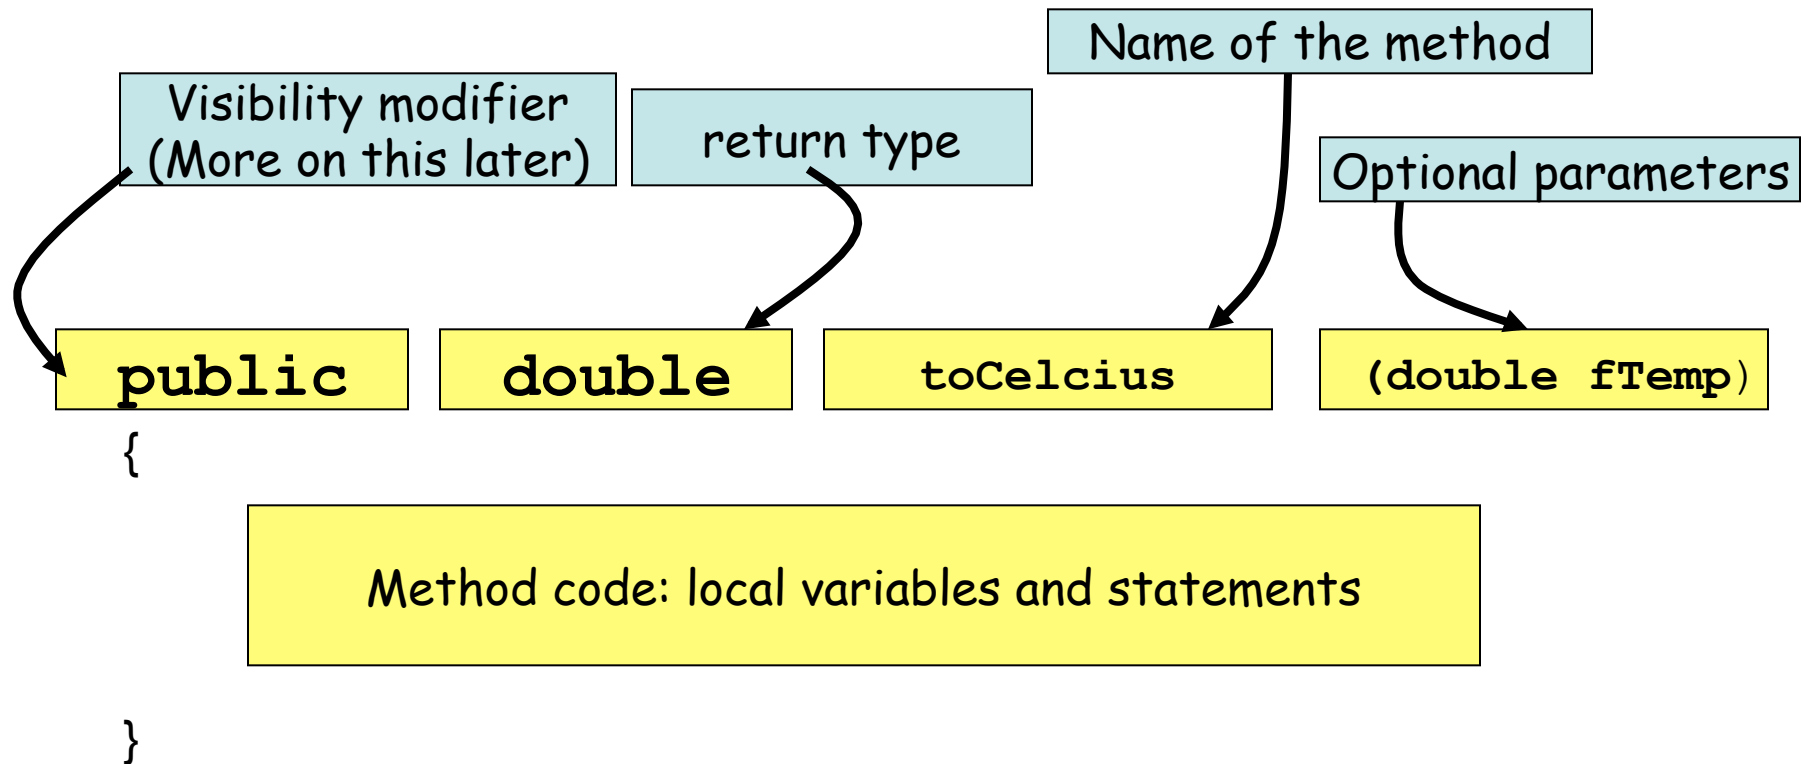 Name of the method
Visibility modifier
(More on this later)
return type
Optional parameters
public double toCelcius (double fTemp)
{
Method code: local variables and statements
}